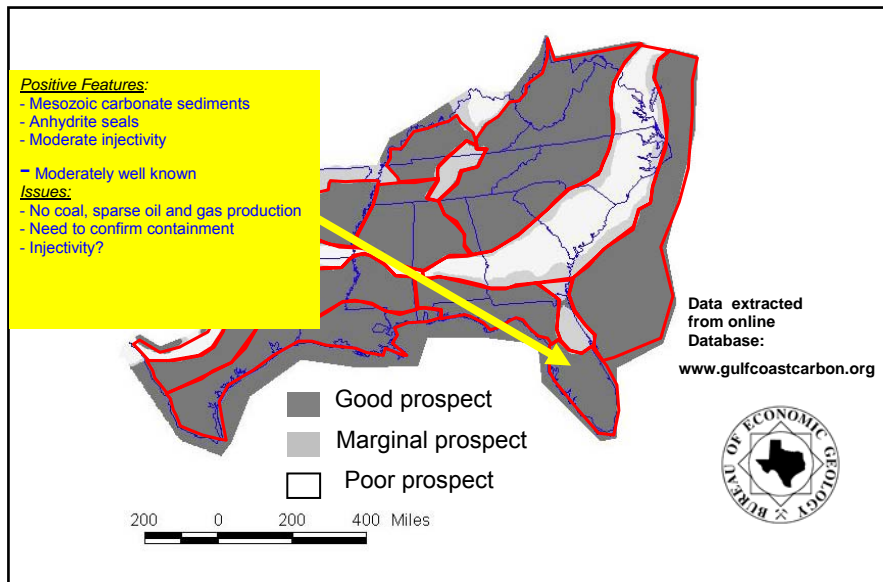 Positive Features:
- Mesozoic carbonate sediments
- Anhydrite seals
- Moderate injectivity
- Moderately well known
Issues:
- No coal, sparse oil and gas production
- Need to confirm containment
- Injectivity?
Data extracted
from online
Database:
www.gulfcoastcarbon.org
Good prospect
Marginal prospect
Poor prospect
200 0 200 400 Miles
BUREAU OF ECONOMIC GEOLOGY